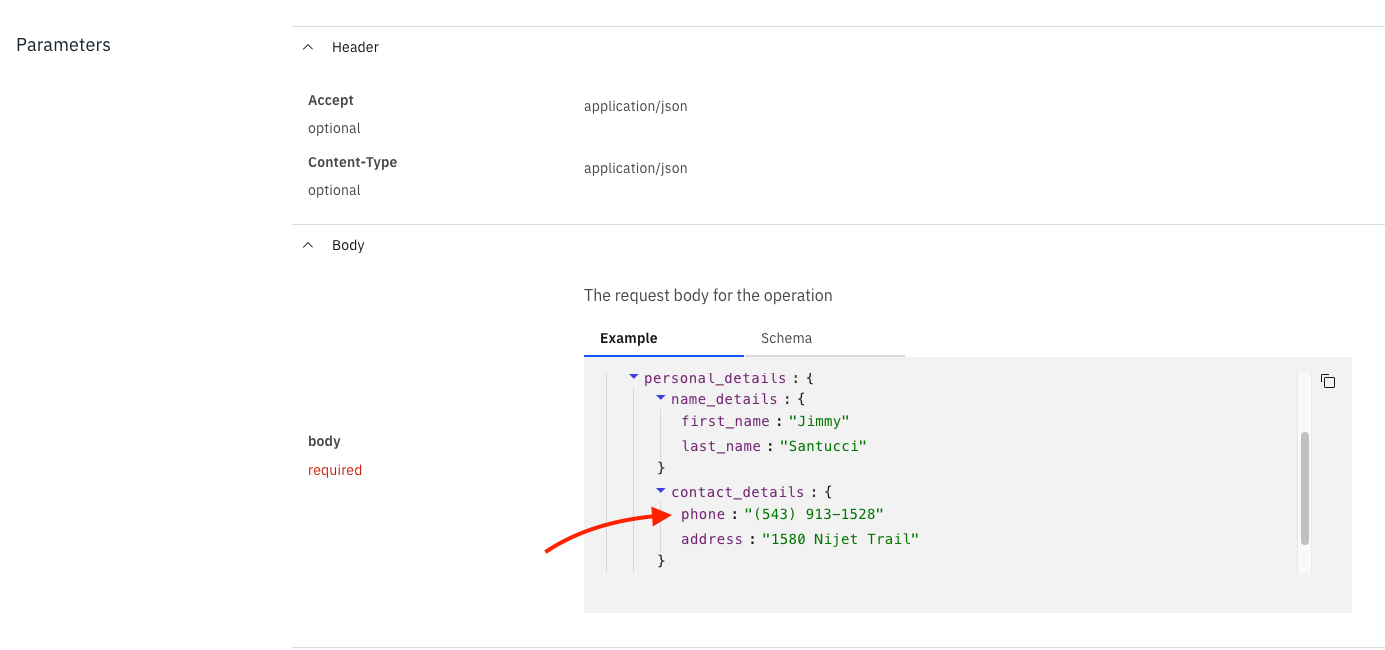 Parameters
Header
Accept
application/json
optional
Content-Type
application/json
optional
Body
The request body for the operation
Example Schema
personal_details : {
name_details : {
first_name : "Jimmy"
last_name : "Santucci"
}
contact_details : {
phone : "(543) 913-1528"
address : "1580 Nijet Trail"
}
body
required